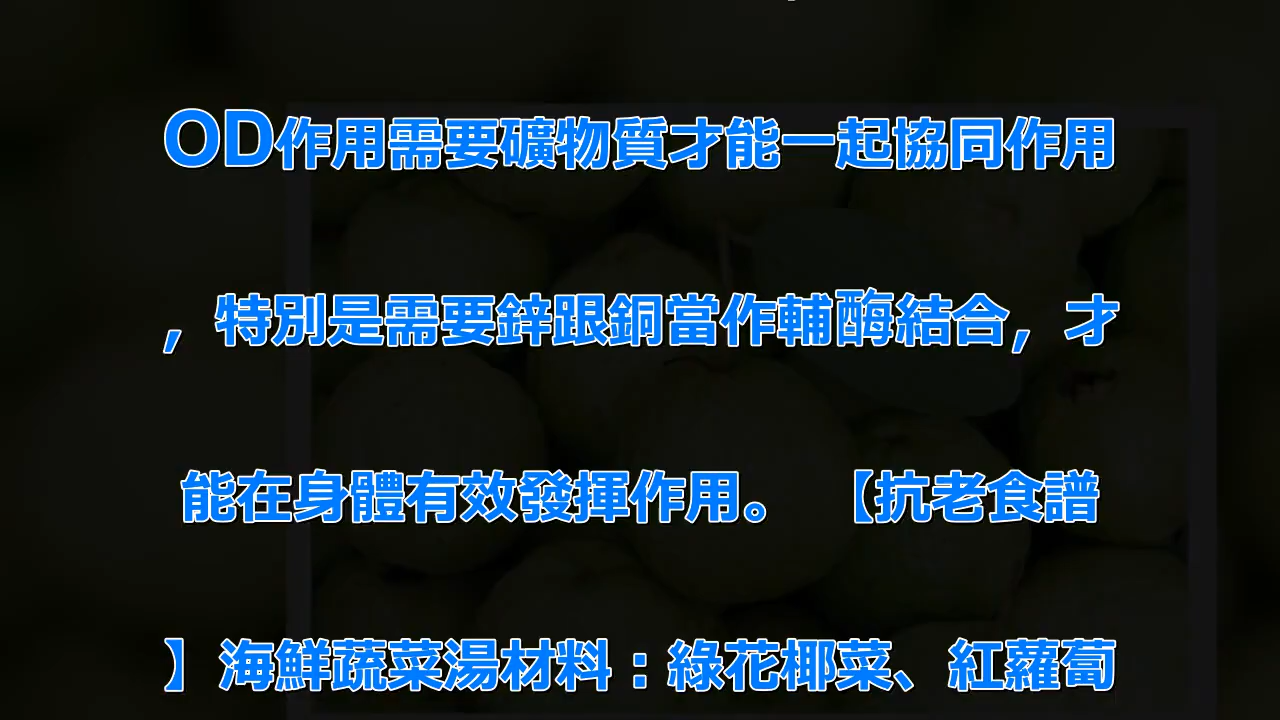 OD作用需要礦物質才能一起協同作用
，特別是需要鋅跟銅當作輔酶結合，才
能在身體有效發揮作用。 【抗老食譜
】海鮮蔬菜湯材料：綠花椰菜、紅蘿蔔